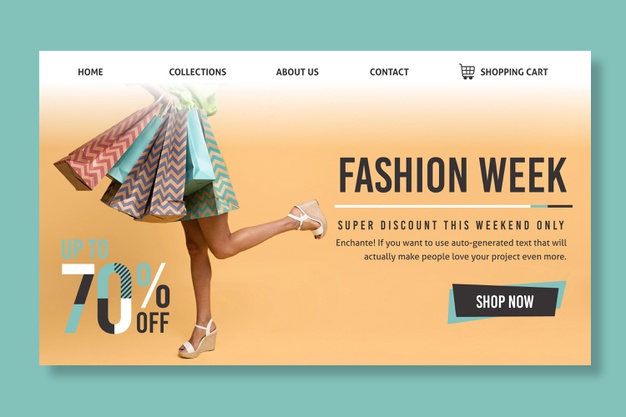 HOME
COLLECTIONS
ABOUT US
CONTACT
SHOPPING CART
FASHION WEEK
SUPER DISCOUNT THIS WEEKEND ONLY
Enchante! If you want to use auto-generated text that will
actually make people love your project even more.
SHOP NOW
UP TO
70%
OFF